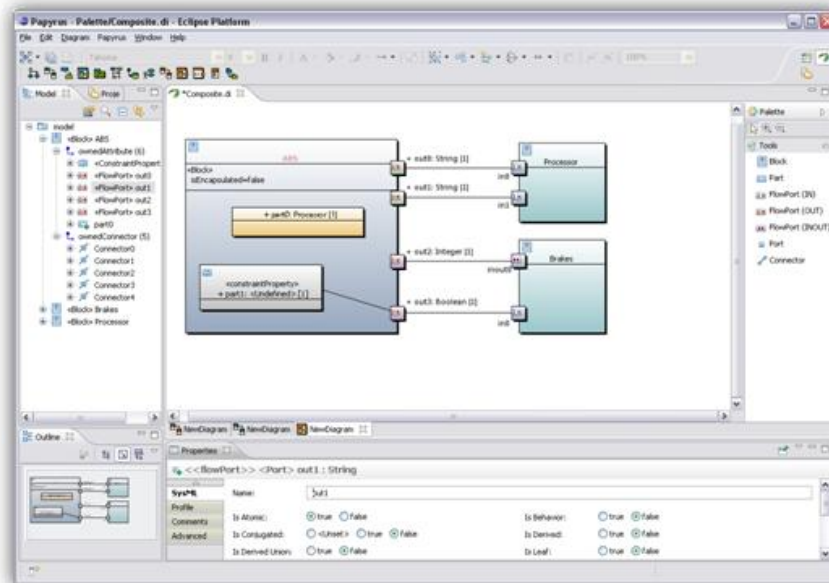 Papyrus - Palette/Composite.di - Eclipse Platform
File Edit Diagram Papyrus Window Help
Tahoma
100%
Model
Proje
model
«Block» ABS
ownedAttribute (6)
«ConstraintPropert
«FlowPort» out0
«FlowPort» out1
«FlowPort» out2
«FlowPort» out3
part0
ownedConnector (5)
Connector0
Connector1
Connector2
Connector3
Connector4
«Block» Brakes
«Block» Processor
*Composite.di
ABS
«Block»
isEncapsulated=false
+ part0: Processor [1]
«constraintProperty»
+ part1: <Undefined> [1]
+ out0: String [1]
in0
+ out1: String [1]
in1
Processor
+ out2: Integer [1]
inout0
+ out3: Boolean [1]
in0
Brakes
Palette
Tools
Block
Part
FlowPort (IN)
FlowPort (OUT)
FlowPort (INOUT)
Port
Connector
NewDiagram NewDiagram NewDiagram
Outline
Properties
<<flowPort>> <Port> out1 : String
SysML
Profile
Comments
Advanced
Name: out1
Is Atomic: true false
Is Behavior: true false
Is Conjugated: <Unset> true false
Is Derived: true false
Is Derived Union: true false
Is Leaf: true false